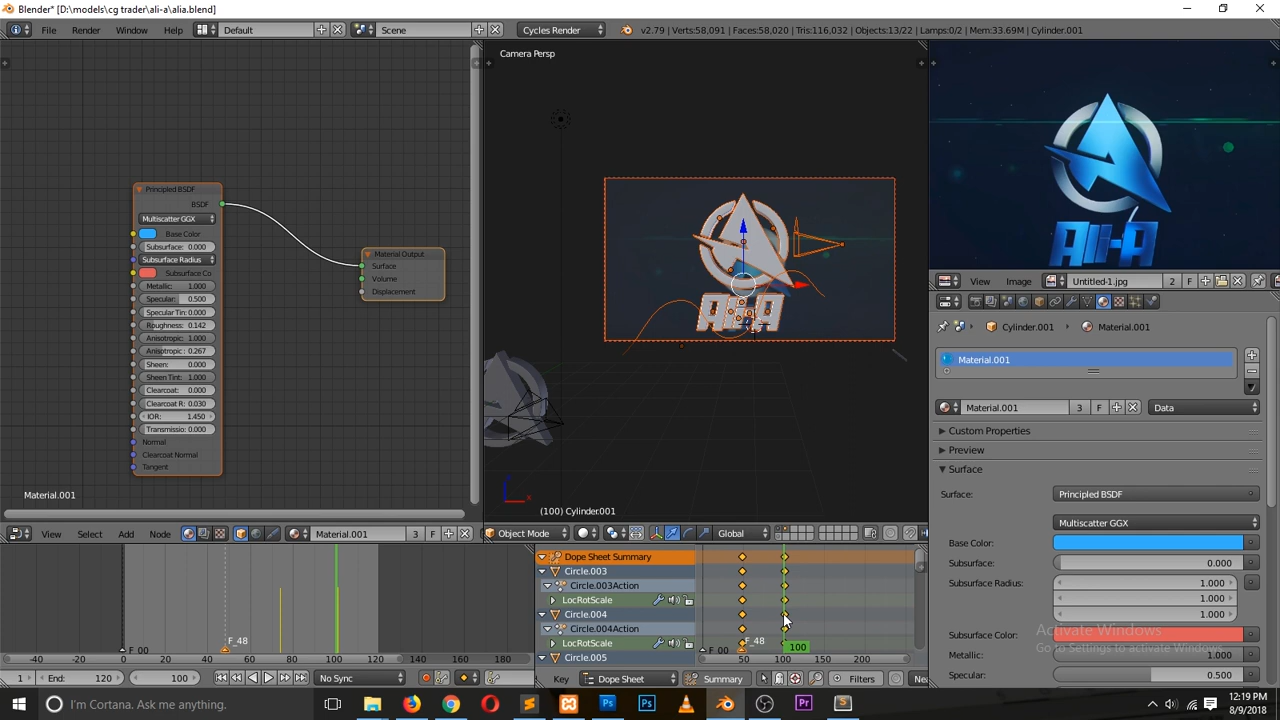 Blender* [D:\models\cg trader\ali-a\alia.blend]
File Render Window Help Default Scene Cycles Render v2.79 | Verts:58,091 | Faces:58,020 | Tris:116,032 | Objects:13/22 | Lamps:0/2 | Mem:33.69M | Cylinder.001
Camera Persp
Principled BSDF
BSDF
Multiscatter GGX
Base Color
Subsurface: 0.000
Subsurface Radius
Subsurface Co
Metallic: 1.000
Specular: 0.500
Specular Tin: 0.000
Roughness: 0.142
Anisotropic: 1.000
Anisotropic: 0.267
Sheen: 0.000
Sheen Tint: 1.000
Clearcoat: 0.000
Clearcoat R: 0.030
IOR: 1.450
Transmissio: 0.000
Normal
Clearcoat Normal
Tangent
Material Output
Surface
Volume
Displacement
Material.001
View Select Add Node Material.001 3 F
Ali-A
(100) Cylinder.001
Object Mode Global
Ali-A
View Image Untitled-1.jpg 2 F
Cylinder.001 Material.001
Material.001
Material.001 3 F Data
Custom Properties
Preview
Surface
Surface: Principled BSDF
Multiscatter GGX
Base Color:
Subsurface: 0.000
Subsurface Radius: 1.000
1.000
1.000
Subsurface Color:
Metallic: 1.000
Specular: 0.500
Activate Windows
Go to Settings to activate Windows.
F_00 F_48
-40 -20 0 20 40 60 80 100 120 140 160 180
1 End: 120 100 No Sync
Dope Sheet Summary
Circle.003
Circle.003Action
LocRotScale
Circle.004
Circle.004Action
LocRotScale
Circle.005
F_00 F_48 100
0 50 150 200
Key Dope Sheet Summary Filters Nea
I'm Cortana. Ask me anything.
12:19 PM
8/9/2018